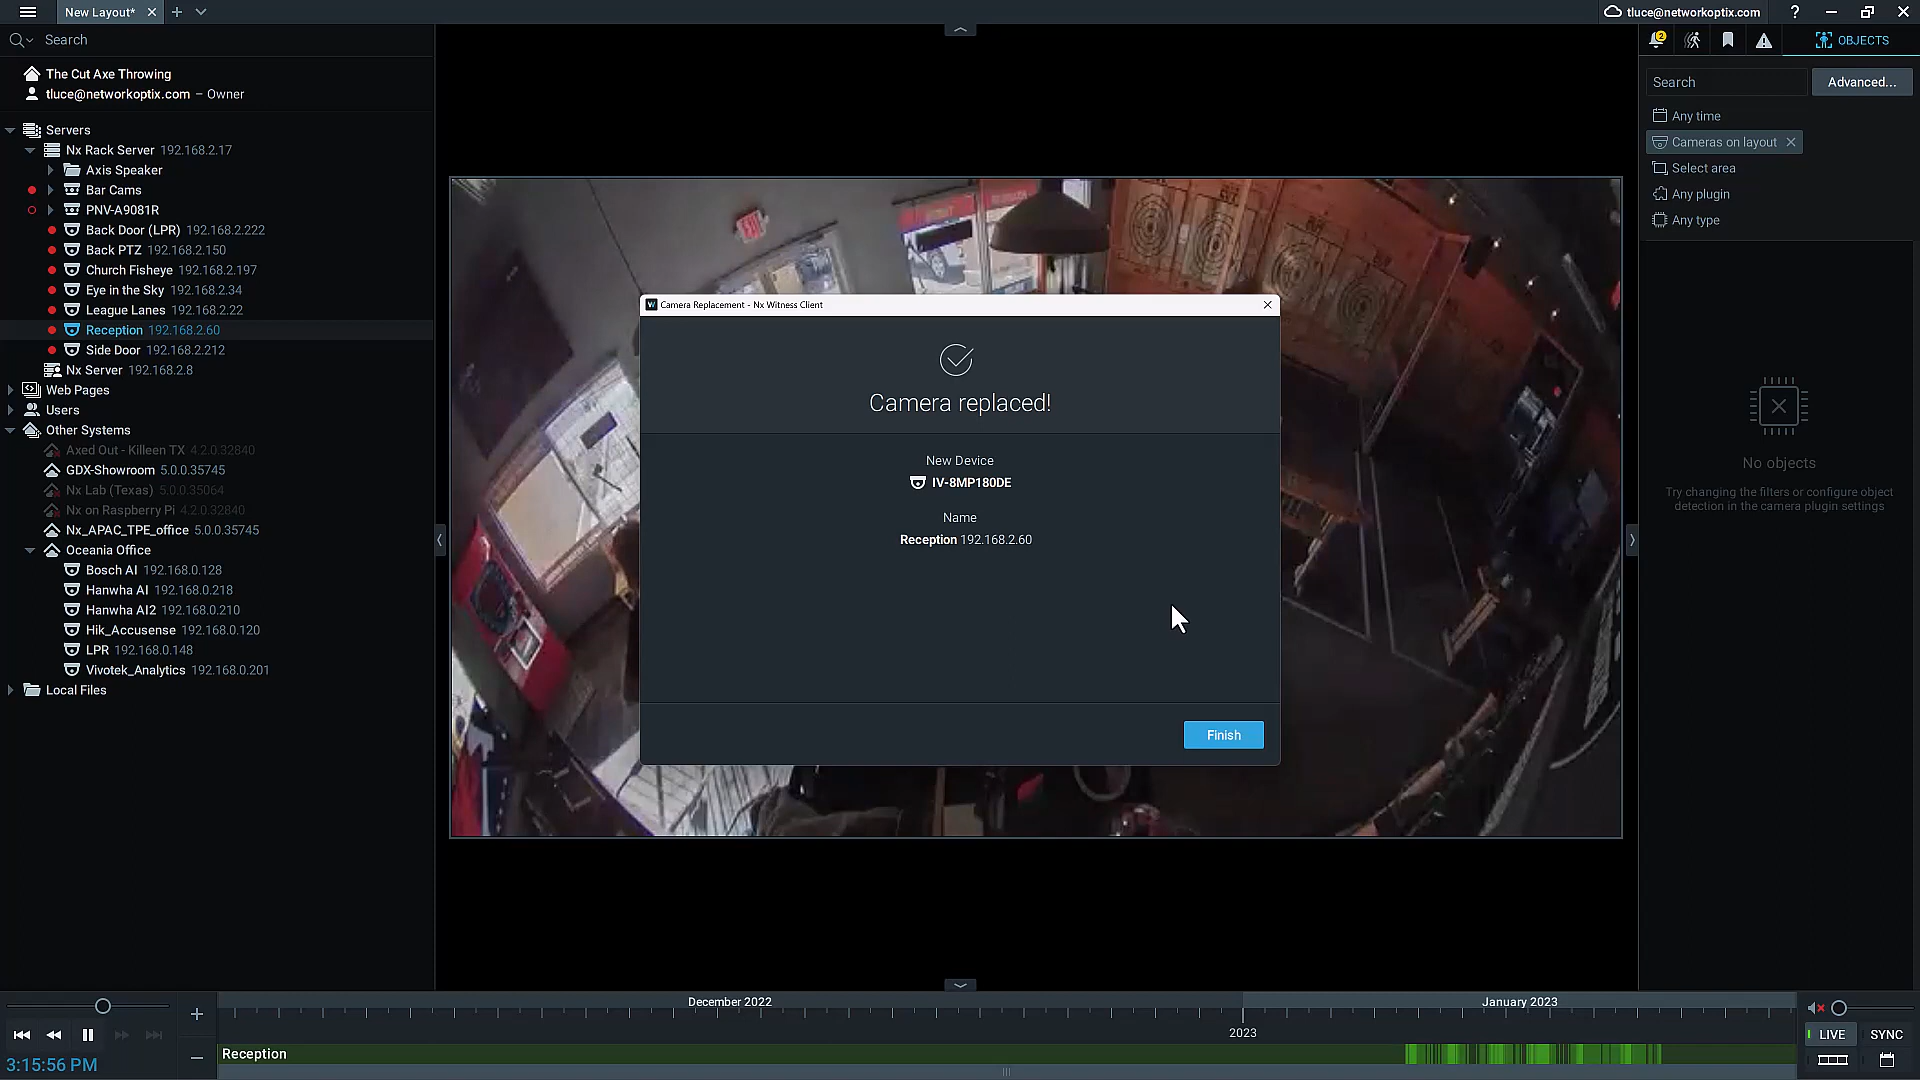 New Layout*
tluce@networkoptix.com
?
Search
The Cut Axe Throwing
tluce@networkoptix.com – Owner
Servers
Nx Rack Server 192.168.2.17
Axis Speaker
Bar Cams
PNV-A9081R
Back Door (LPR) 192.168.2.222
Back PTZ 192.168.2.150
Church Fisheye 192.168.2.197
Eye in the Sky 192.168.2.34
League Lanes 192.168.2.22
Reception 192.168.2.60
Side Door 192.168.2.212
Nx Server 192.168.2.8
Web Pages
Users
Other Systems
Axed Out - Killeen TX 4.2.0.32840
GDX-Showroom 5.0.0.35745
Nx Lab (Texas) 5.0.0.35064
Nx on Raspberry Pi 4.2.0.32840
Nx_APAC_TPE_office 5.0.0.35745
Oceania Office
Bosch AI 192.168.0.128
Hanwha AI 192.168.0.218
Hanwha AI2 192.168.0.210
Hik_Accusense 192.168.0.120
LPR 192.168.0.148
Vivotek_Analytics 192.168.0.201
Local Files
EXIT
Camera Replacement - Nx Witness Client
Camera replaced!
New Device
IV-8MP180DE
Name
Reception 192.168.2.60
Finish
2
OBJECTS
Search
Advanced...
Any time
Cameras on layout
Select area
Any plugin
Any type
No objects
Try changing the filters or configure object
detection in the camera plugin settings
December 2022
January 2023
2023
Reception
3:15:56 PM
LIVE
SYNC